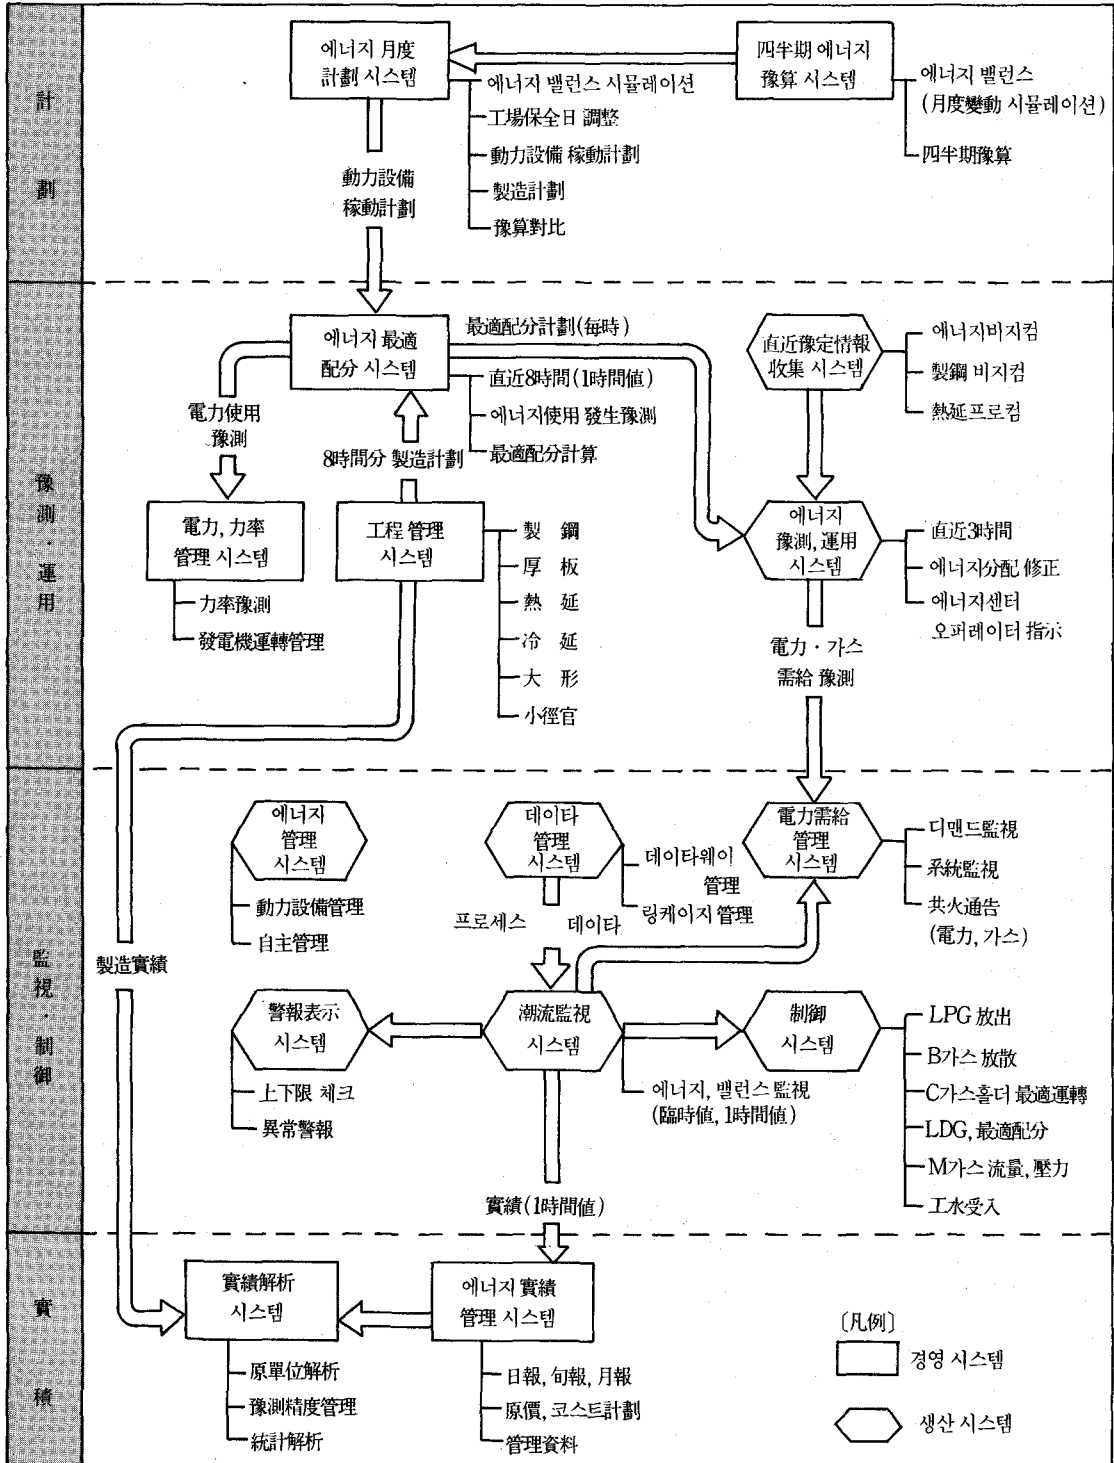 計劃
에너지 月度
計劃 시스템
四半期 에너지
豫算 시스템
에너지 밸런스 시뮬레이션
工場保全日 調整
動力設備 稼動計劃
製造計劃
豫算對比
에너지 밸런스
(月度變動 시뮬레이션)
四半期豫算
動力設備
稼動計劃
豫測·運用
에너지 最適
配分 시스템
最適配分計劃(毎時)
直近8時間(1時間値)
에너지使用 發生豫測
最適配分計算
直近豫定情報
收集 시스템
에너지비지컴
製鋼 비지컴
熱延프로컴
電力使用
豫測
8時間分 製造計劃
電力, 力率
管理 시스템
力率豫測
發電機運轉管理
工程 管理
시스템
製 鋼
厚 板
熱 延
冷 延
大 形
小徑官
에너지
豫測, 運用
시스템
直近3時間
에너지分配 修正
에너지센터
오퍼레이터 指示
電力·가스
需給 豫測
監視·制御
에너지
管理
시스템
動力設備管理
自主管理
데이타
管理
시스템
데이타웨이
管理
링케이지 管理
電力需給
管理
시스템
디맨드監視
系統監視
共火通告
(電力, 가스)
프로세스 데이타
製造實績
警報表示
시스템
上下限 체크
異常警報
潮流監視
시스템
에너지, 밸런스 監視
(臨時値, 1時間値)
制御
시스템
LPG 放出
B가스 放散
C가스홀더 最適運轉
LDG, 最適配分
M가스 流量, 壓力
工水受入
實績(1時間値)
實積
實績解析
시스템
原單位解析
豫測精度管理
統計解析
에너지 實績
管理 시스템
日報, 旬報, 月報
原價, 코스트計劃
管理資料
〔凡例〕
경영 시스템
생산 시스템